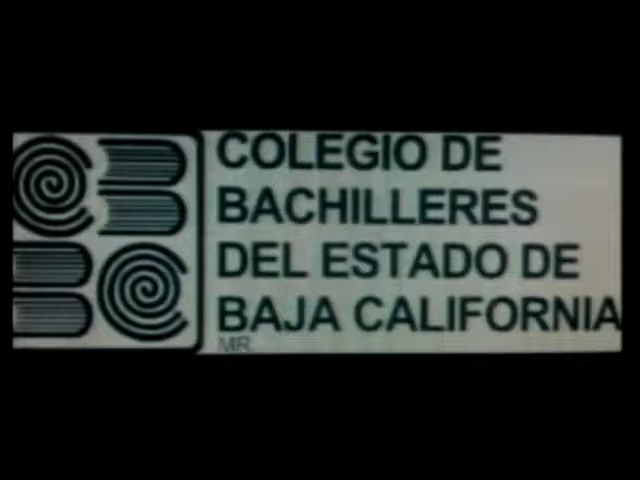 COLEGIO DE
BACHILLERES
DEL ESTADO DE
BAJA CALIFORNIA
MR.